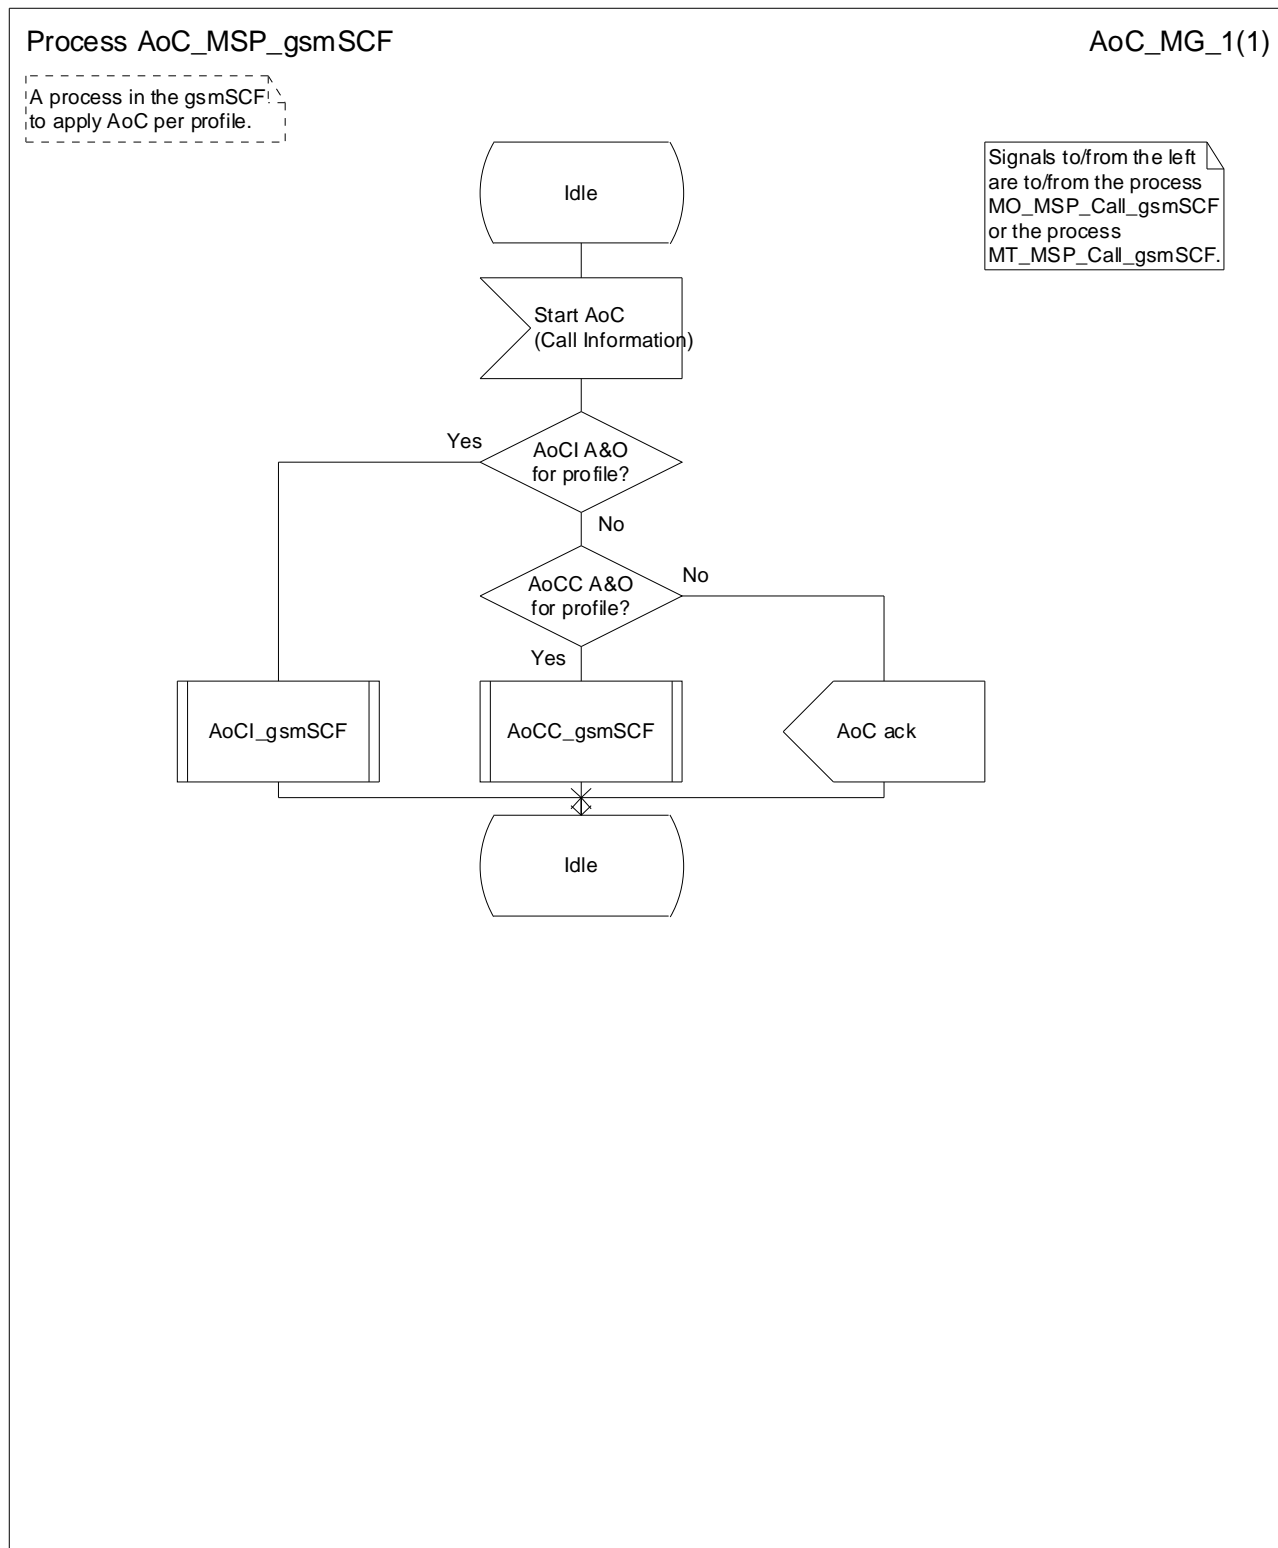 Process AoC_MSP_gsmSCF
AoC_MG_1(1)
A process in the gsmSCF
to apply AoC per profile.
Signals to/from the left
are to/from the process
MO_MSP_Call_gsmSCF
or the process
MT_MSP_Call_gsmSCF.
Idle
Start AoC
(Call Information)
Yes
AoCI A&O
for profile?
No
AoCC A&O
for profile?
No
Yes
AoCI_gsmSCF
AoCC_gsmSCF
AoC ack
Idle